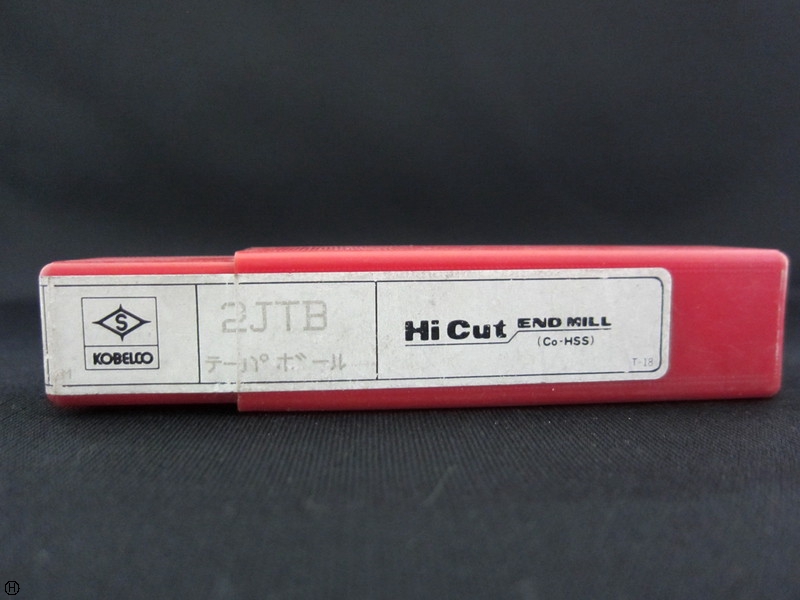 S
KOBELCO
2JTB
テーパボール
Hi Cut END MILL
(Co-HSS)
T-18
H